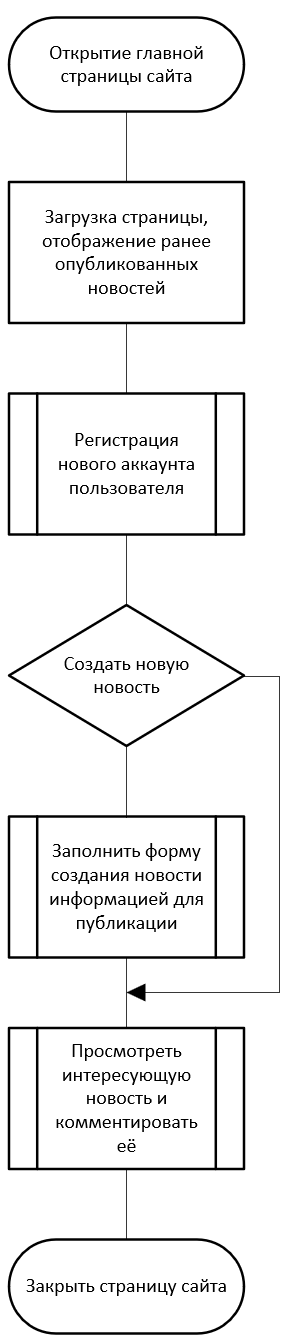 Открытие главной
страницы сайта
Загрузка страницы,
отображение ранее
опубликованных
новостей
Регистрация
нового аккаунта
пользователя
Создать новую
новость
Заполнить форму
создания новости
информацией для
публикации
Просмотреть
интересующую
новость и
комментировать
её
Закрыть страницу сайта